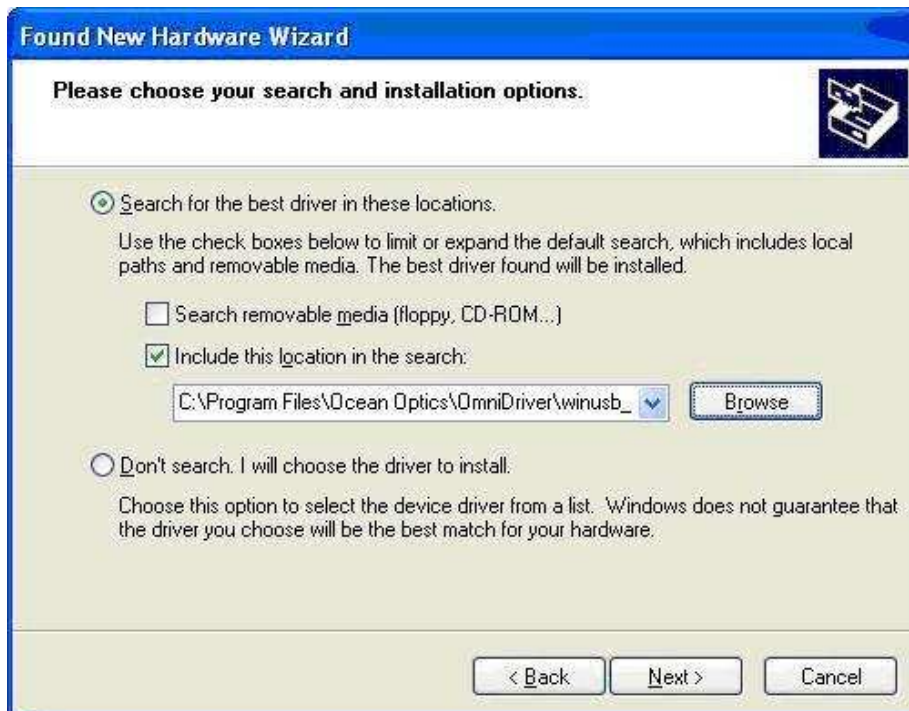 Found New Hardware Wizard
Please choose your search and installation options.
Search for the best driver in these locations.
Use the check boxes below to limit or expand the default search, which includes local
paths and removable media. The best driver found will be installed.
Search removable media (floppy, CD-ROM...)
Include this location in the search:
C:\Program Files\Ocean Optics\OmniDriver\winusb_
Browse
Don't search. I will choose the driver to install.
Choose this option to select the device driver from a list. Windows does not guarantee that
the driver you choose will be the best match for your hardware.
< Back
Next >
Cancel